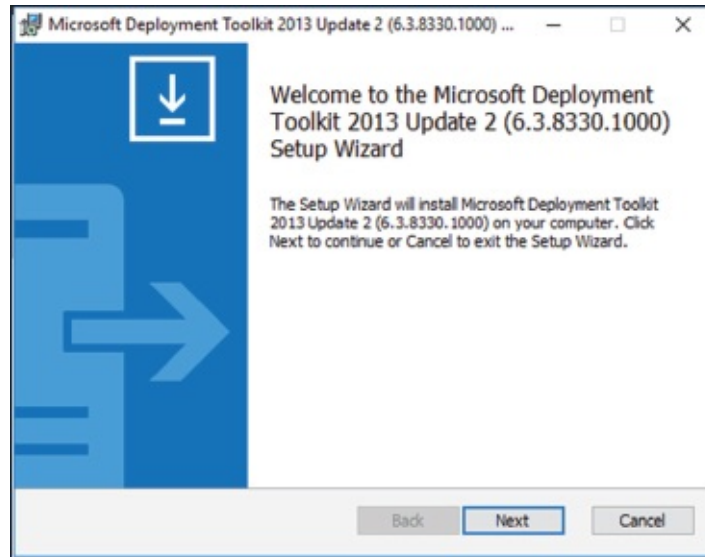 Microsoft Deployment Toolkit 2013 Update 2 (6.3.8330.1000) ...
Welcome to the Microsoft Deployment
Toolkit 2013 Update 2 (6.3.8330.1000)
Setup Wizard
The Setup Wizard will install Microsoft Deployment Toolkit
2013 Update 2 (6.3.8330.1000) on your computer. Click
Next to continue or Cancel to exit the Setup Wizard.
Back Next Cancel